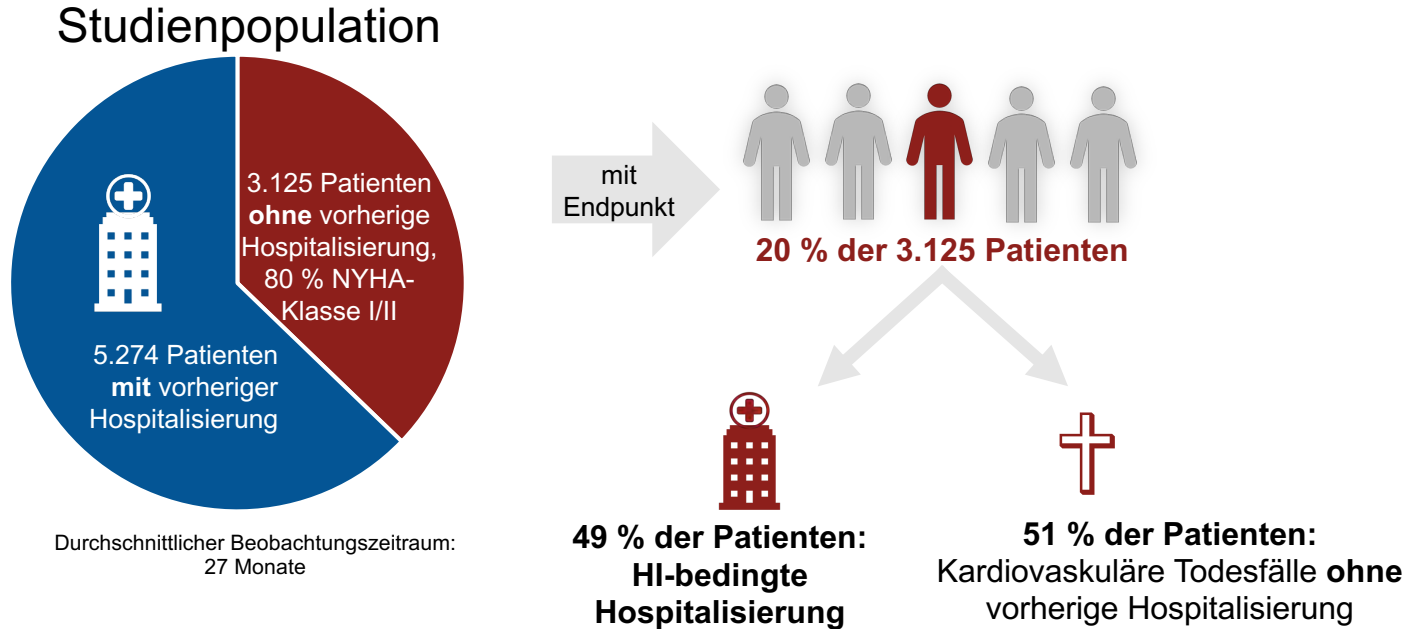 Studienpopulation
3.125 Patienten
ohne vorherige
Hospitalisierung,
80 % NYHA-
Klasse I/II
5.274 Patienten
mit vorheriger
Hospitalisierung
Durchschnittlicher Beobachtungszeitraum:
27 Monate
mit
Endpunkt
20 % der 3.125 Patienten
49 % der Patienten:
HI-bedingte
Hospitalisierung
51 % der Patienten:
Kardiovaskuläre Todesfälle ohne
vorherige Hospitalisierung